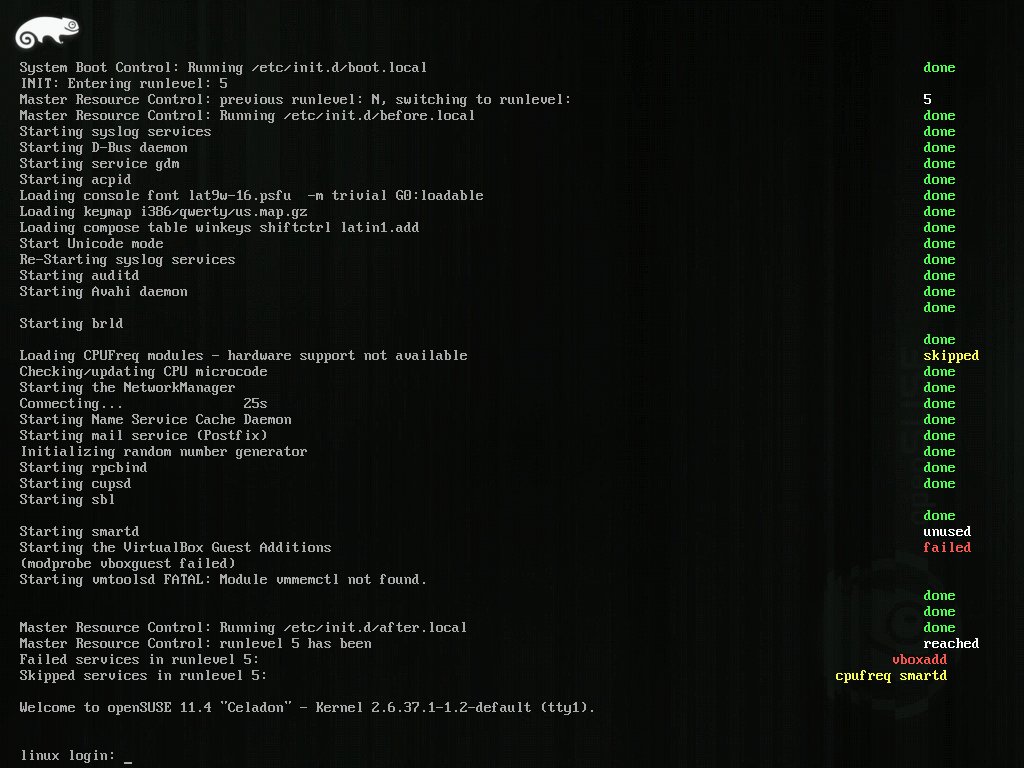 System Boot Control: Running /etc/init.d/boot.local done
INIT: Entering runlevel: 5
Master Resource Control: previous runlevel: N, switching to runlevel: 5
Master Resource Control: Running /etc/init.d/before.local done
Starting syslog services done
Starting D-Bus daemon done
Starting service gdm done
Starting acpid done
Loading console font lat9w-16.psfu  -m trivial G0:loadable done
Loading keymap i386/qwerty/us.map.gz done
Loading compose table winkeys shiftctrl latin1.add done
Start Unicode mode done
Re-Starting syslog services done
Starting auditd done
Starting Avahi daemon done
done
Starting brld
done
Loading CPUFreq modules - hardware support not available skipped
Checking/updating CPU microcode done
Starting the NetworkManager done
Connecting... 25s done
Starting Name Service Cache Daemon done
Starting mail service (Postfix) done
Initializing random number generator done
Starting rpcbind done
Starting cupsd done
Starting sbl
done
Starting smartd unused
Starting the VirtualBox Guest Additions failed
(modprobe vboxguest failed)
Starting vmtoolsd FATAL: Module vmmemctl not found.
done
done
Master Resource Control: Running /etc/init.d/after.local done
Master Resource Control: runlevel 5 has been reached
Failed services in runlevel 5: vboxadd
Skipped services in runlevel 5: cpufreq smartd
Welcome to openSUSE 11.4 "Celadon" - Kernel 2.6.37.1-1.2-default (tty1).
linux login: _